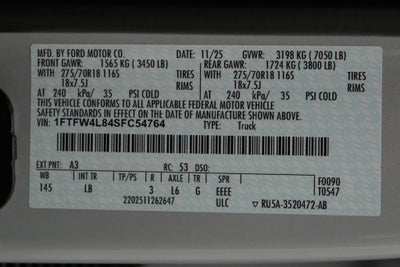 MFD. BY FORD MOTOR CO. 11/25 GVWR: 3198 KG ( 7050 LB)
FRONT GAWR: 1565 KG ( 3450 LB) REAR GAWR: 1724 KG ( 3800 LB)
WITH 275/70R18 116S TIRES WITH 275/70R18 116S TIRES
18x7.5J RIMS 18x7.5J RIMS
AT 240 kPa/ 35 PSI COLD AT 240 kPa/ 35 PSI COLD
THIS VEHICLE CONFORMS TO ALL APPLICABLE FEDERAL MOTOR VEHICLE
SAFETY STANDARDS IN EFFECT ON THE DATE OF MANUFACTURE SHOWN ABOVE.
VIN: 1FTFW4L84SFC54764 TYPE: Truck
EXT PNT: A3 RC: 53 DSO: F0090
WB INT TR TP/PS R AXLE TR SPR T0547
145 LB 3 L6 G EEEE
2202511262647 ULC RU5A-3520472-AB